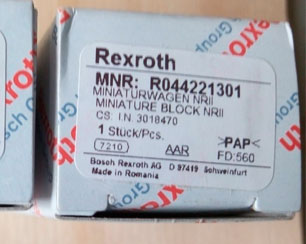 Rexroth
MNR: R044221301
MINIATURWAGEN NRII
MINIATURE BLOCK NRII
CS: I.N. 3018470
1 Stück/Pcs.
>PAP<
7210
AAR
FD:560
Bosch Rexroth AG D-97419 Schweinfurt
Made in Romania